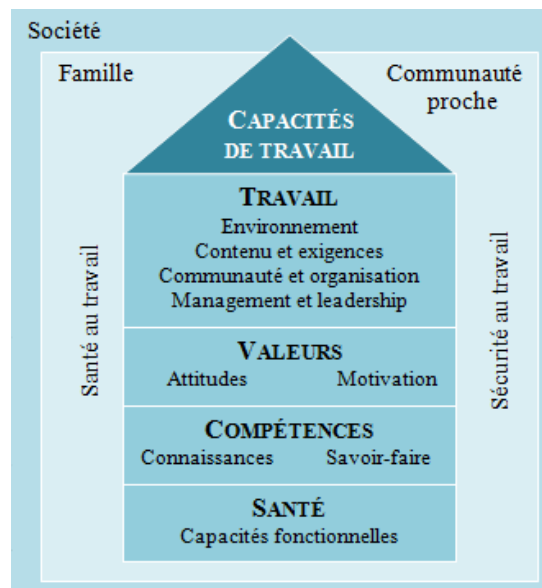 Société
Famille
Communauté
proche
CAPACITÉS
DE TRAVAIL
TRAVAIL
Environnement
Contenu et exigences
Communauté et organisation
Management et leadership
Santé au travail
Sécurité au travail
VALEURS
Attitudes Motivation
COMPÉTENCES
Connaissances Savoir-faire
SANTÉ
Capacités fonctionnelles